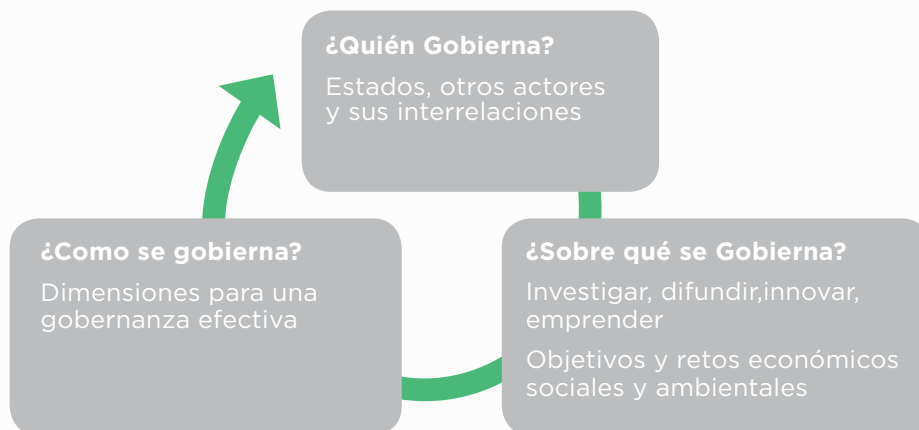 ¿Quién Gobierna?
Estados, otros actores
y sus interrelaciones
¿Como se gobierna?
Dimensiones para una
gobernanza efectiva
¿Sobre qué se Gobierna?
Investigar, difundir,innovar,
emprender
Objetivos y retos económicos
sociales y ambientales